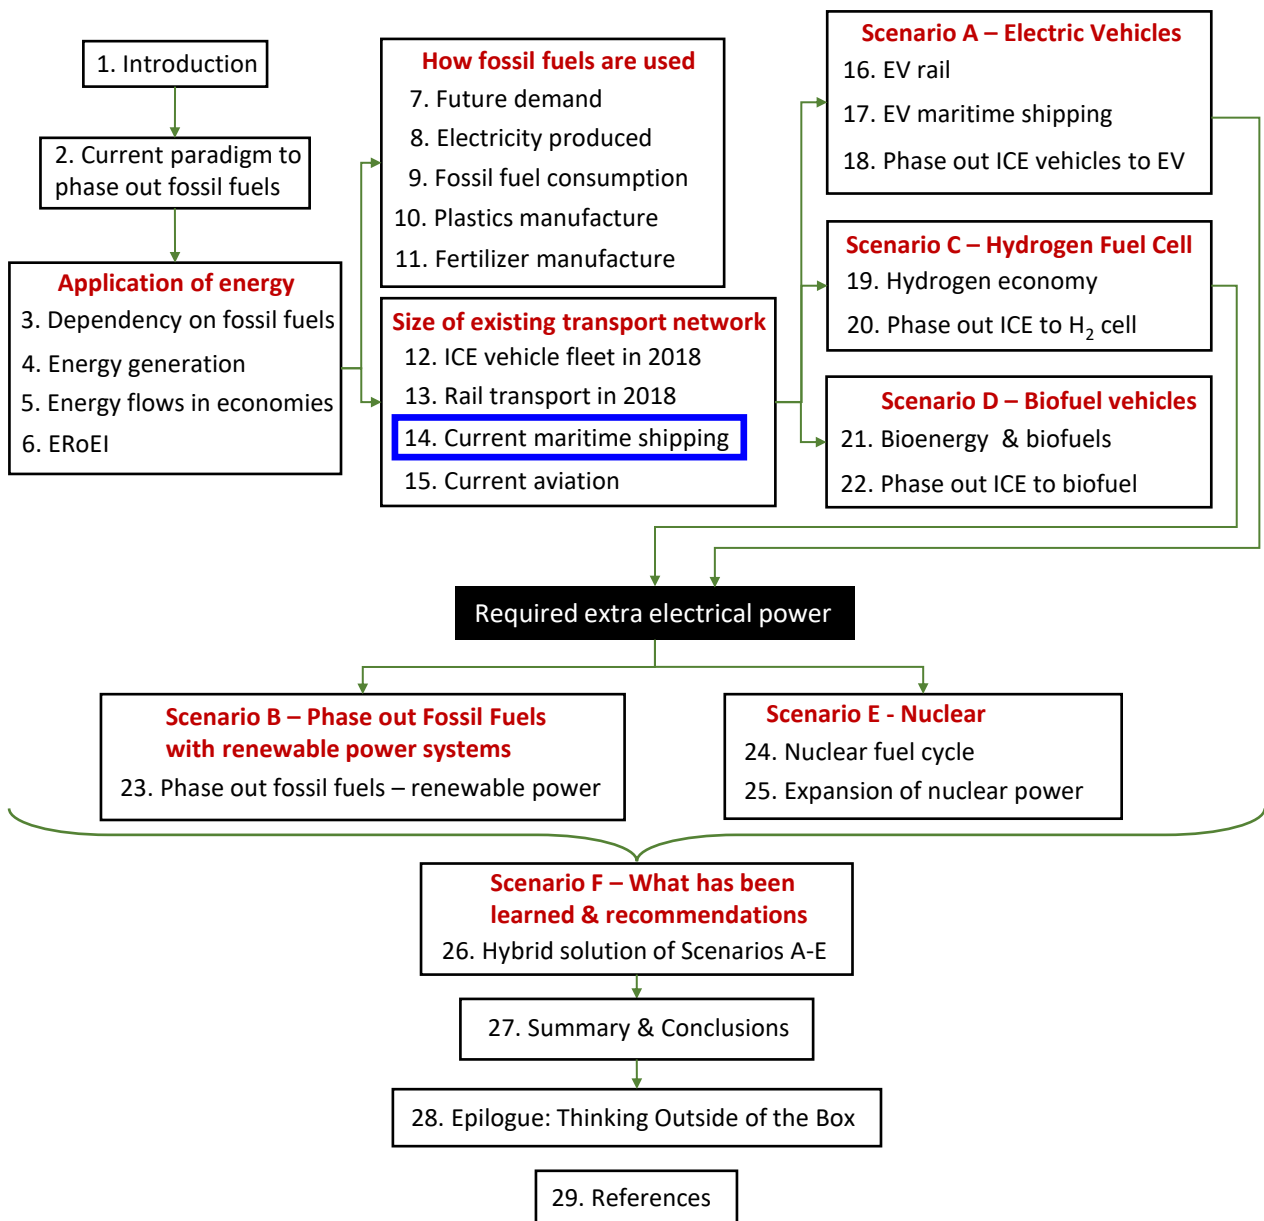 1. Introduction
2. Current paradigm to
phase out fossil fuels
Application of energy
3. Dependency on fossil fuels
4. Energy generation
5. Energy flows in economies
6. ERoEI
How fossil fuels are used
7. Future demand
8. Electricity produced
9. Fossil fuel consumption
10. Plastics manufacture
11. Fertilizer manufacture
Size of existing transport network
12. ICE vehicle fleet in 2018
13. Rail transport in 2018
14. Current maritime shipping
15. Current aviation
Scenario A – Electric Vehicles
16. EV rail
17. EV maritime shipping
18. Phase out ICE vehicles to EV
Scenario C – Hydrogen Fuel Cell
19. Hydrogen economy
20. Phase out ICE to H₂ cell
Scenario D – Biofuel vehicles
21. Bioenergy & biofuels
22. Phase out ICE to biofuel
Required extra electrical power
Scenario B – Phase out Fossil Fuels
with renewable power systems
23. Phase out fossil fuels – renewable power
Scenario E - Nuclear
24. Nuclear fuel cycle
25. Expansion of nuclear power
Scenario F – What has been
learned & recommendations
26. Hybrid solution of Scenarios A-E
27. Summary & Conclusions
28. Epilogue: Thinking Outside of the Box
29. References